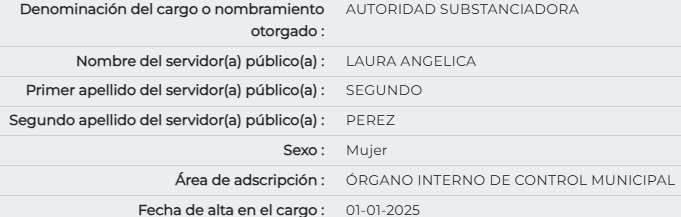 Denominación del cargo o nombramiento otorgado : AUTORIDAD SUBSTANCIADORA
Nombre del servidor(a) público(a) : LAURA ANGELICA
Primer apellido del servidor(a) público(a) : SEGUNDO
Segundo apellido del servidor(a) público(a) : PEREZ
Sexo : Mujer
Área de adscripción : ÓRGANO INTERNO DE CONTROL MUNICIPAL
Fecha de alta en el cargo : 01-01-2025